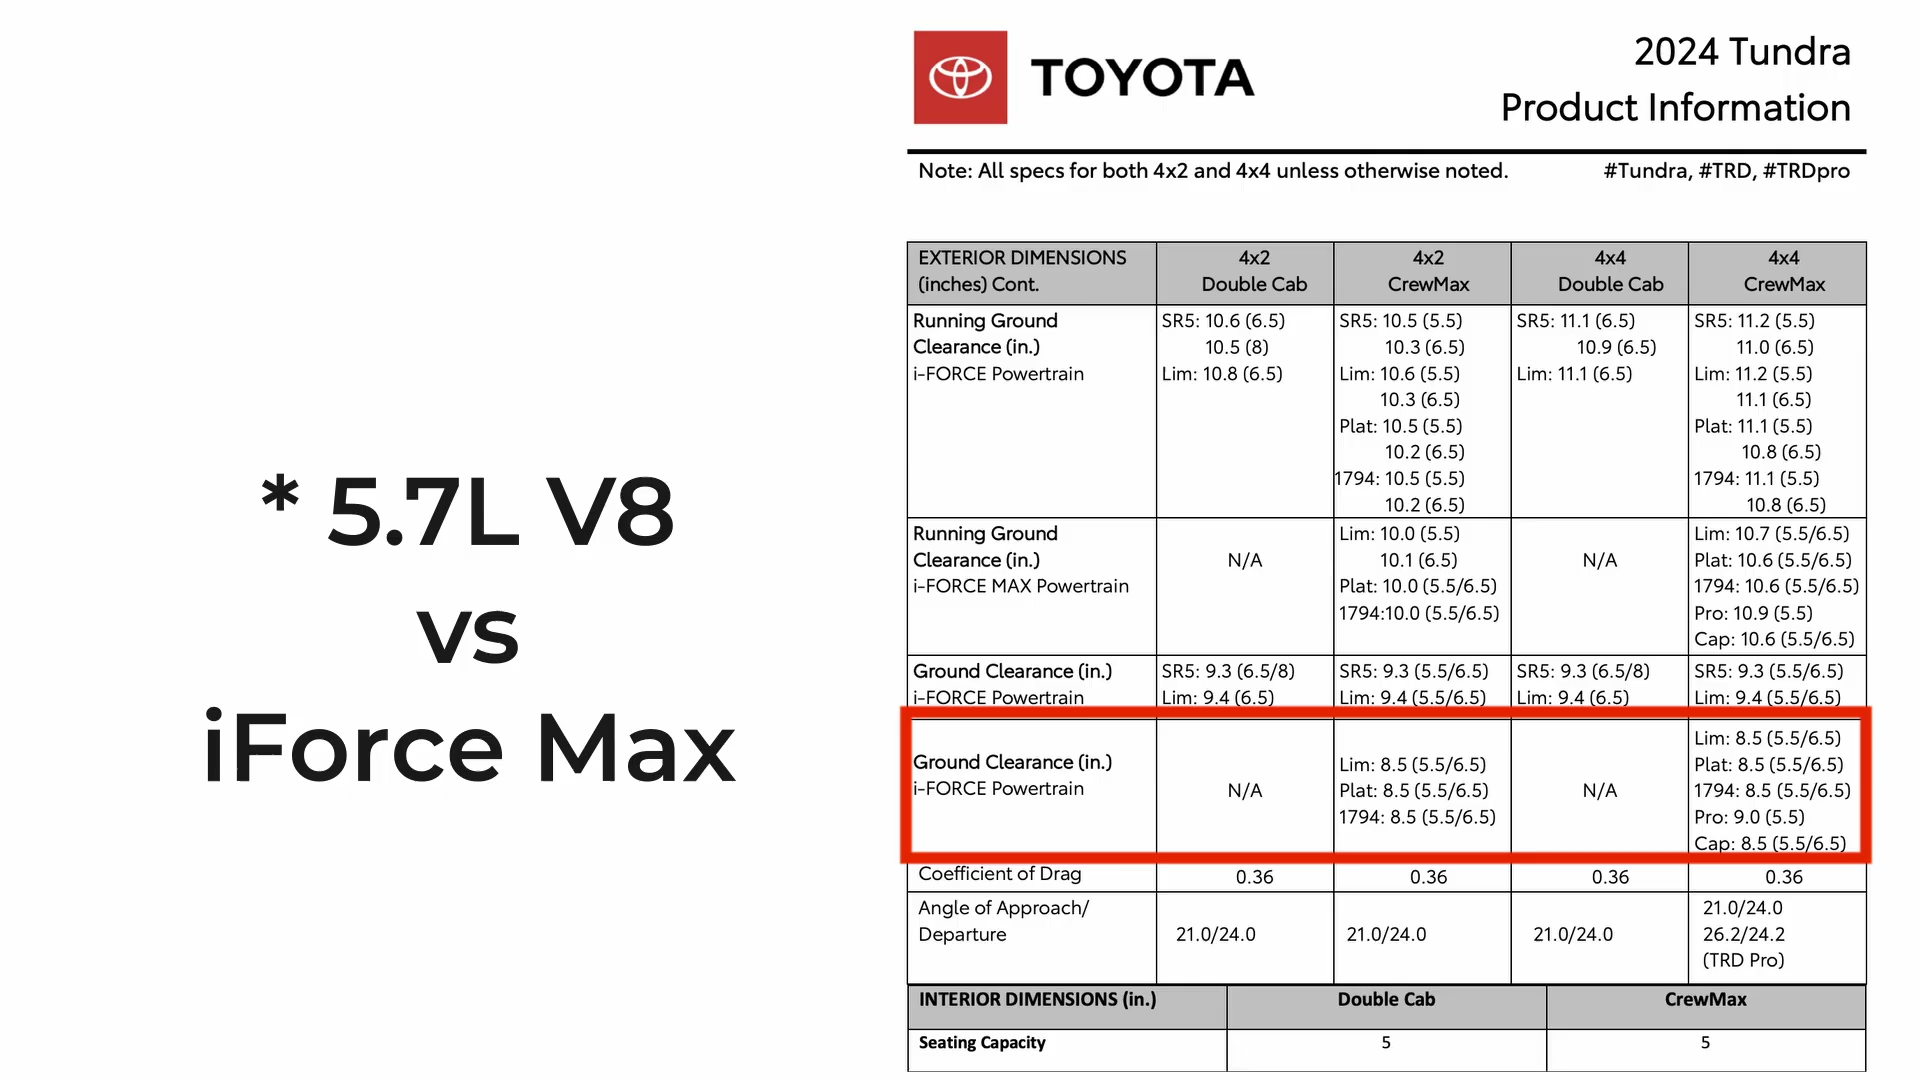 * 5.7L V8
vs
iForce Max
TOYOTA
2024 Tundra
Product Information
Note: All specs for both 4x2 and 4x4 unless otherwise noted.
#Tundra, #TRD, #TRDpro
EXTERIOR DIMENSIONS
(inches) Cont.
4x2
Double Cab
4x2
CrewMax
4x4
Double Cab
4x4
CrewMax
Running Ground
Clearance (in.)
i-FORCE Powertrain
SR5: 10.6 (6.5)
10.5 (8)
Lim: 10.8 (6.5)
SR5: 10.5 (5.5)
10.3 (6.5)
Lim: 10.6 (5.5)
10.3 (6.5)
Plat: 10.5 (5.5)
10.2 (6.5)
1794: 10.5 (5.5)
10.2 (6.5)
SR5: 11.1 (6.5)
10.9 (6.5)
Lim: 11.1 (6.5)
SR5: 11.2 (5.5)
11.0 (6.5)
Lim: 11.2 (5.5)
11.1 (6.5)
Plat: 11.1 (5.5)
10.8 (6.5)
1794: 11.1 (5.5)
10.8 (6.5)
Running Ground
Clearance (in.)
i-FORCE MAX Powertrain
N/A
Lim: 10.0 (5.5)
10.1 (6.5)
Plat: 10.0 (5.5/6.5)
1794:10.0 (5.5/6.5)
N/A
Lim: 10.7 (5.5/6.5)
Plat: 10.6 (5.5/6.5)
1794: 10.6 (5.5/6.5)
Pro: 10.9 (5.5)
Cap: 10.6 (5.5/6.5)
Ground Clearance (in.)
i-FORCE Powertrain
SR5: 9.3 (6.5/8)
Lim: 9.4 (6.5)
SR5: 9.3 (5.5/6.5)
Lim: 9.4 (5.5/6.5)
SR5: 9.3 (6.5/8)
Lim: 9.4 (6.5)
SR5: 9.3 (5.5/6.5)
Lim: 9.4 (5.5/6.5)
Ground Clearance (in.)
i-FORCE Powertrain
N/A
Lim: 8.5 (5.5/6.5)
Plat: 8.5 (5.5/6.5)
1794: 8.5 (5.5/6.5)
N/A
Lim: 8.5 (5.5/6.5)
Plat: 8.5 (5.5/6.5)
1794: 8.5 (5.5/6.5)
Pro: 9.0 (5.5)
Cap: 8.5 (5.5/6.5)
Coefficient of Drag
0.36
0.36
0.36
0.36
Angle of Approach/
Departure
21.0/24.0
21.0/24.0
21.0/24.0
21.0/24.0
26.2/24.2
(TRD Pro)
INTERIOR DIMENSIONS (in.)
Double Cab
CrewMax
Seating Capacity
5
5